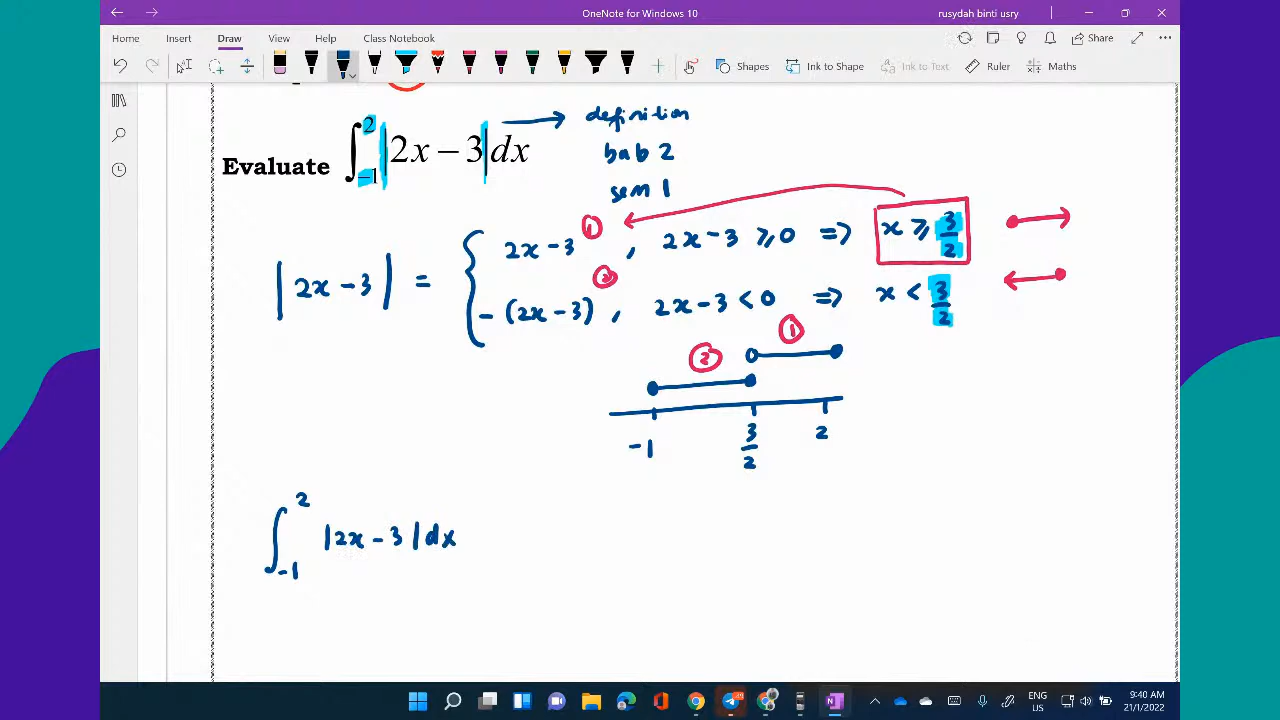 OneNote for Windows 10
rusydah binti usry
Home Insert Draw View Help Class Notebook
Share
Shapes Ink to Shape Ink to Text Ruler Maths
Evaluate ∫_{-1}^{2} |2x − 3| dx → definition
bab 2
sem 1
|2x − 3| = { 2x − 3 ① , 2x − 3 ⩾ 0 ⇒ x ⩾ 3/2
− (2x − 3) ② , 2x − 3 < 0 ⇒ x < 3/2
② ①
−1 3/2 2
∫_{-1}^{2} |2x − 3| dx
ENG
US
9:40 AM
21/1/2022